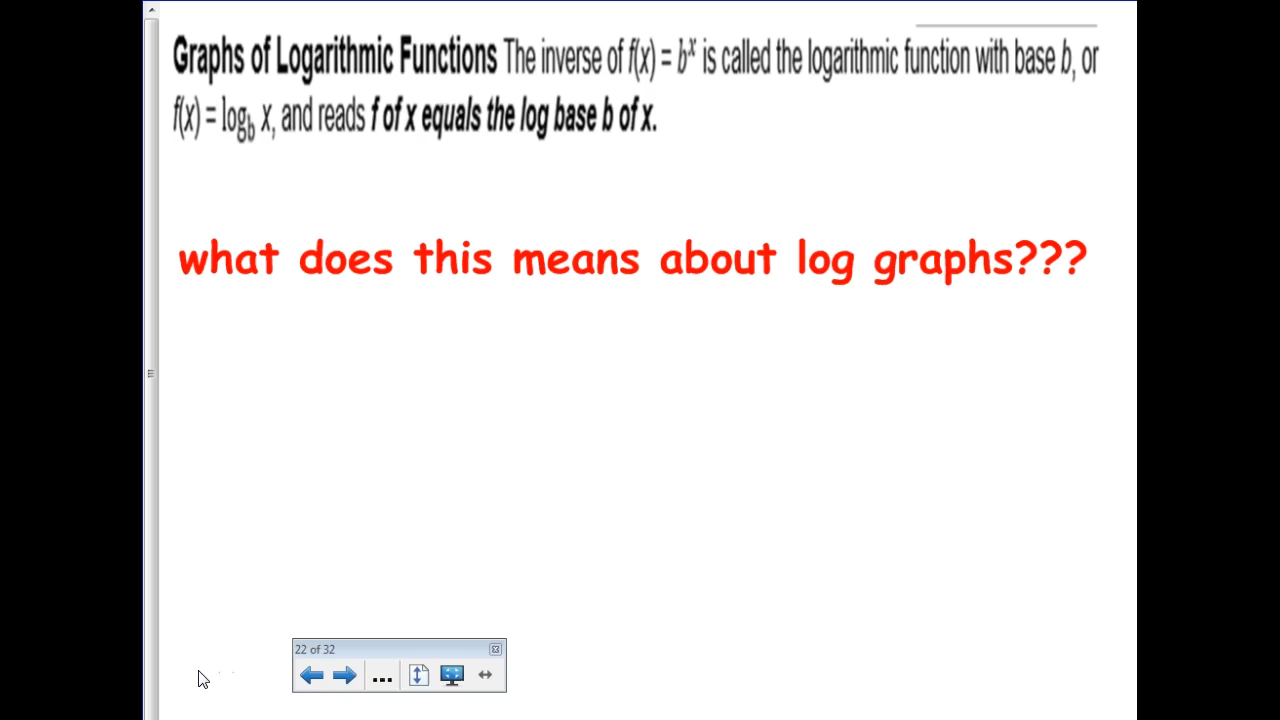 Graphs of Logarithmic Functions The inverse of f(x) = bˣ is called the logarithmic function with base b, or
f(x) = log_b x, and reads f of x equals the log base b of x.
what does this means about log graphs???
22 of 32